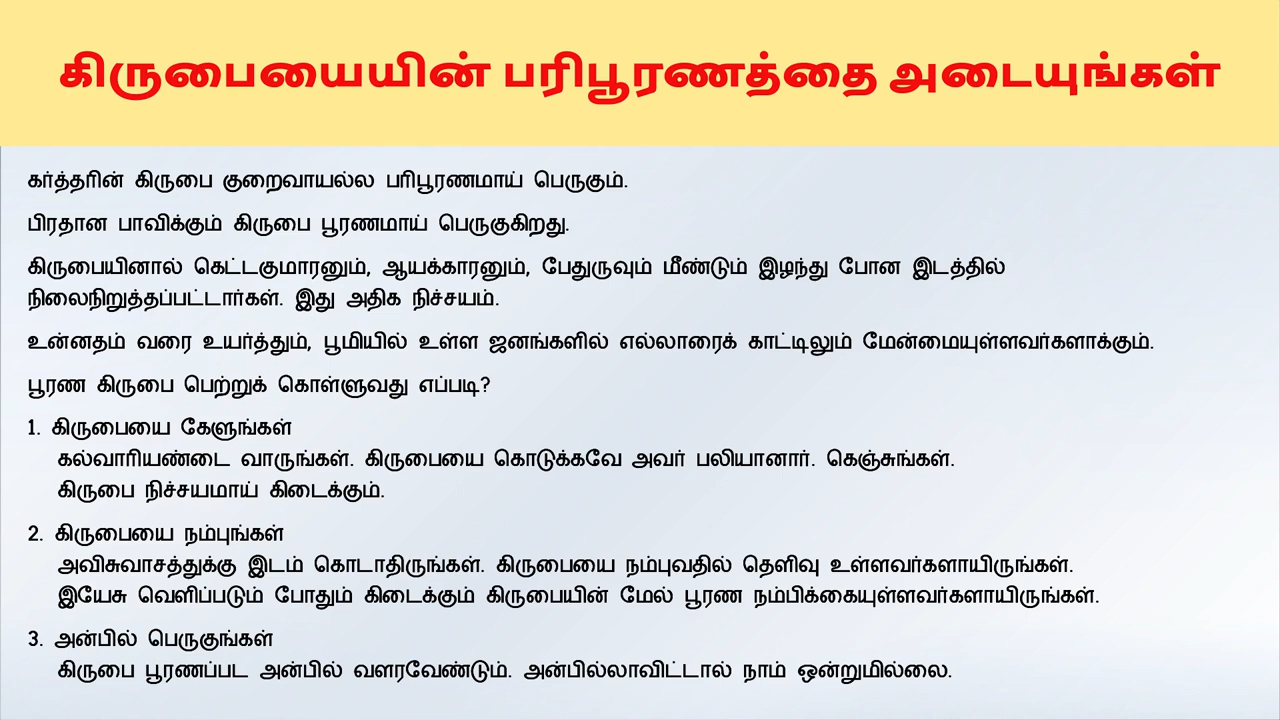 கிருபையையின் பரிபூரணத்தை அடையுங்கள்
கர்த்தரின் கிருபை குறைவாயல்ல பரிபூரணமாய் பெருகும்.
பிரதான பாவிக்கும் கிருபை பூரணமாய் பெருகுகிறது.
கிருபையினால் கெட்டகுமாரனும், ஆயக்காரனும், பேதுருவும் மீண்டும் இழந்து போன இடத்தில்
நிலைநிறுத்தப்பட்டார்கள். இது அதிக நிச்சயம்.
உன்னதம் வரை உயர்த்தும், பூமியில் உள்ள ஜனங்களில் எல்லாரைக் காட்டிலும் மேன்மையுள்ளவர்களாக்கும்.
பூரண கிருபை பெற்றுக் கொள்ளுவது எப்படி?
1. கிருபையை கேளுங்கள்
கல்வாரியண்டை வாருங்கள். கிருபையை கொடுக்கவே அவர் பலியானார். கெஞ்சுங்கள்.
கிருபை நிச்சயமாய் கிடைக்கும்.
2. கிருபையை நம்புங்கள்
அவிசுவாசத்துக்கு இடம் கொடாதிருங்கள். கிருபையை நம்புவதில் தெளிவு உள்ளவர்களாயிருங்கள்.
இயேசு வெளிப்படும் போதும் கிடைக்கும் கிருபையின் மேல் பூரண நம்பிக்கையுள்ளவர்களாயிருங்கள்.
3. அன்பில் பெருகுங்கள்
கிருபை பூரணப்பட அன்பில் வளரவேண்டும். அன்பில்லாவிட்டால் நாம் ஒன்றுமில்லை.